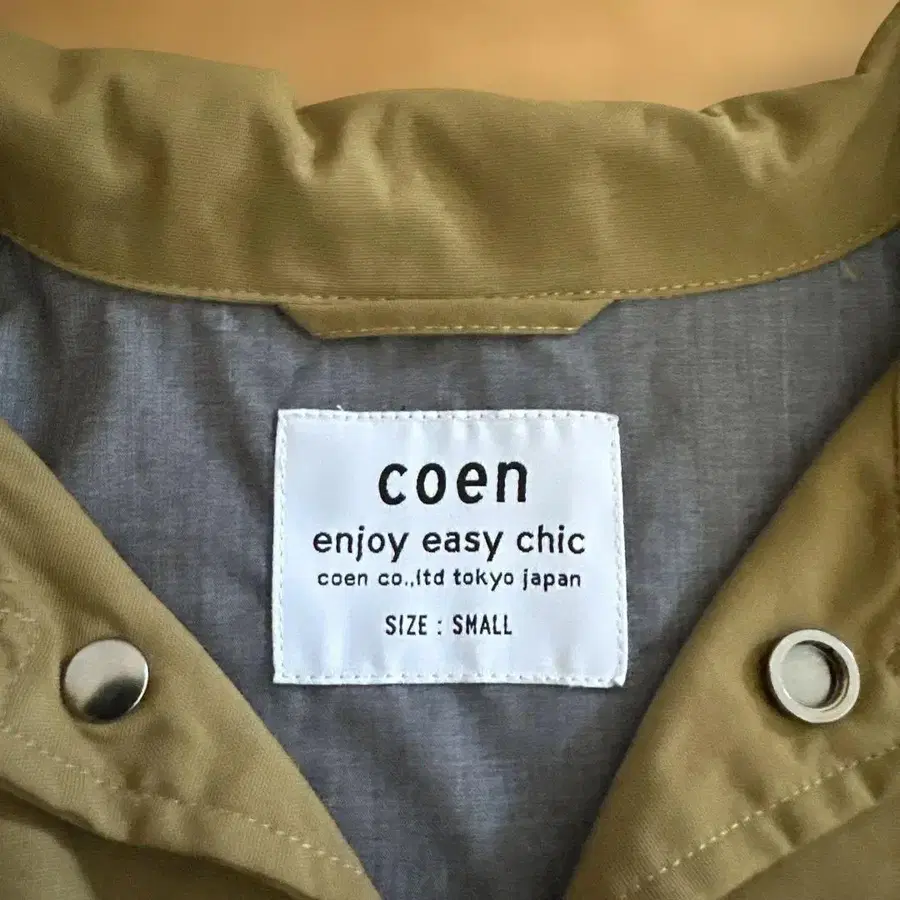 coen
enjoy easy chic
coen co.,ltd tokyo japan
SIZE : SMALL